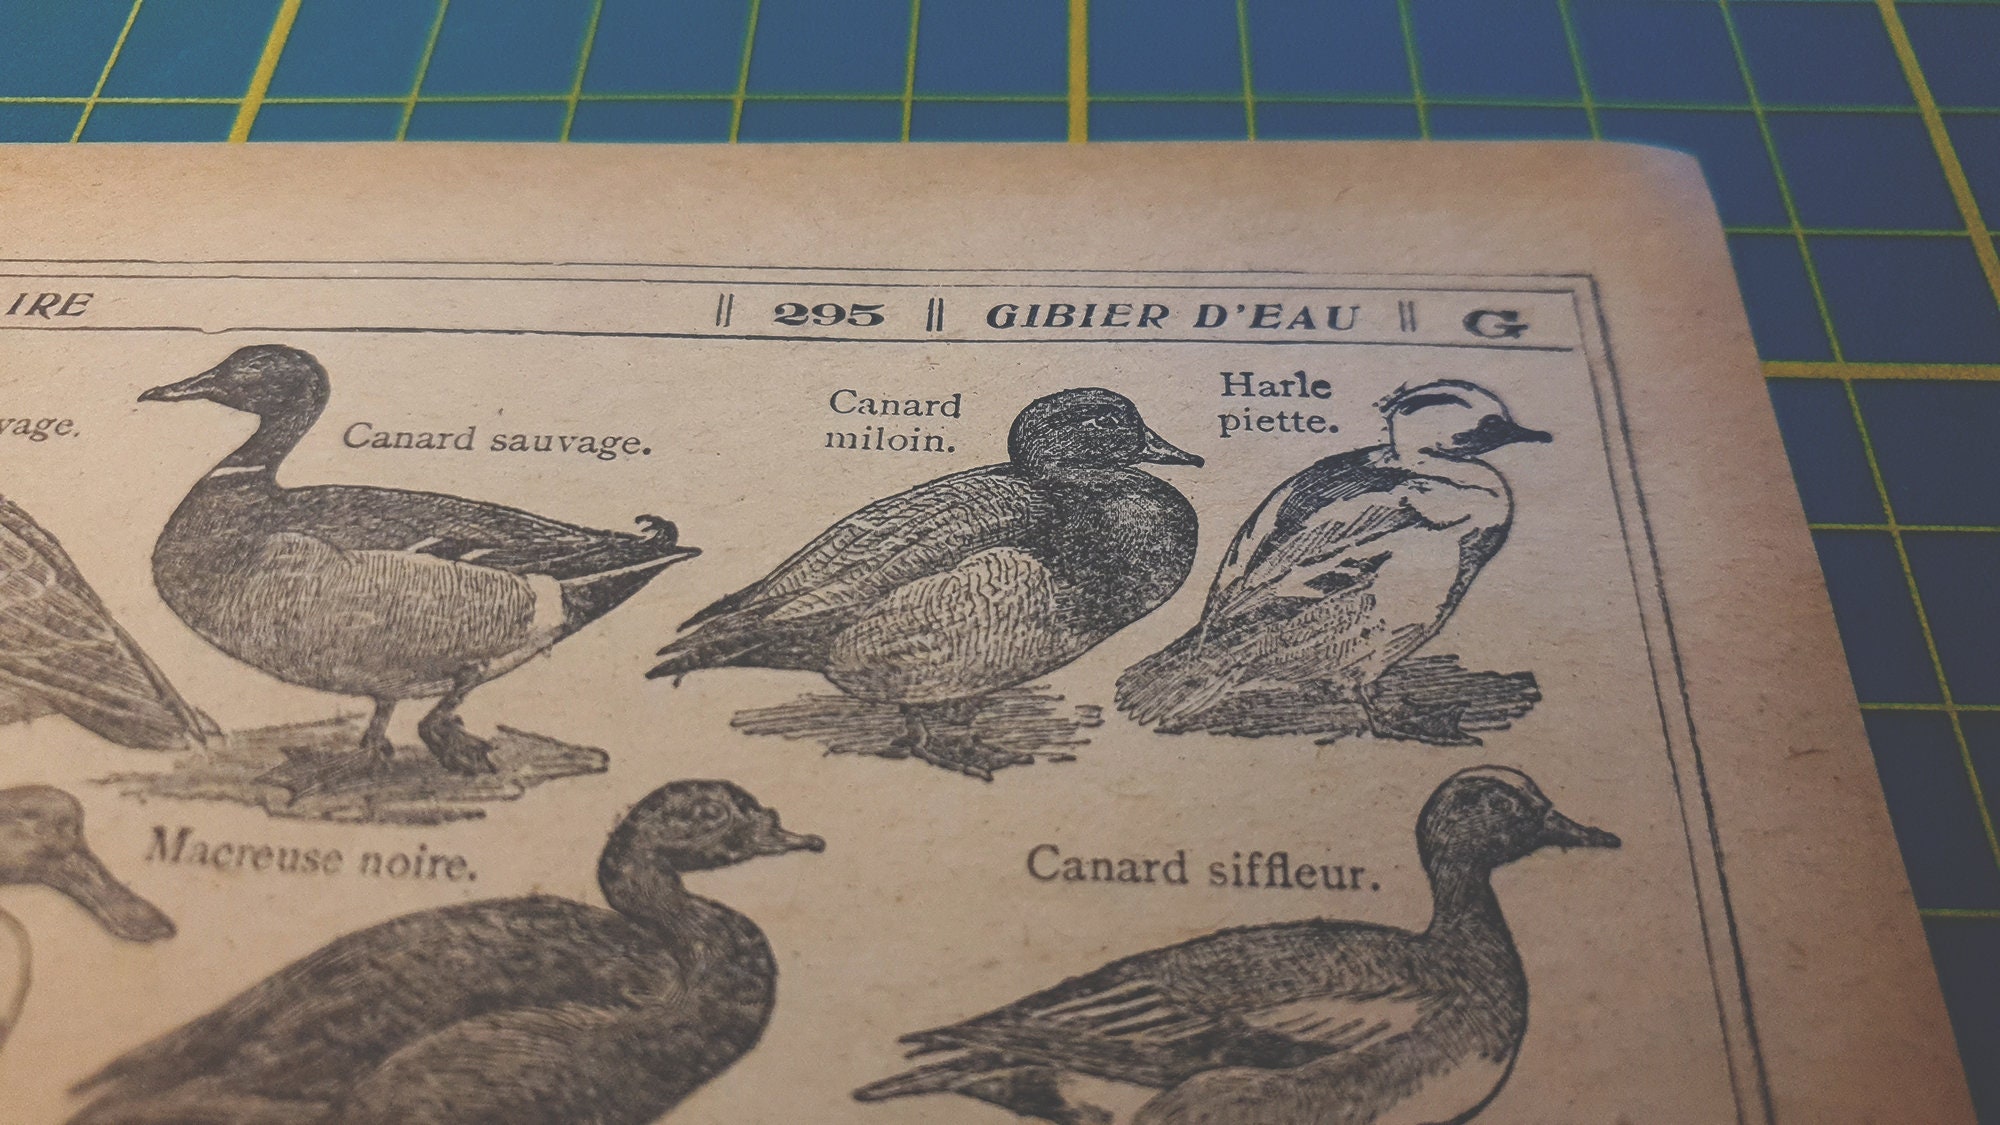 IRE || 295 || GIBIER D'EAU || G
vage.
Canard sauvage.
Canard
miloin.
Harle
piette.
Macreuse noire.
Canard siffleur.